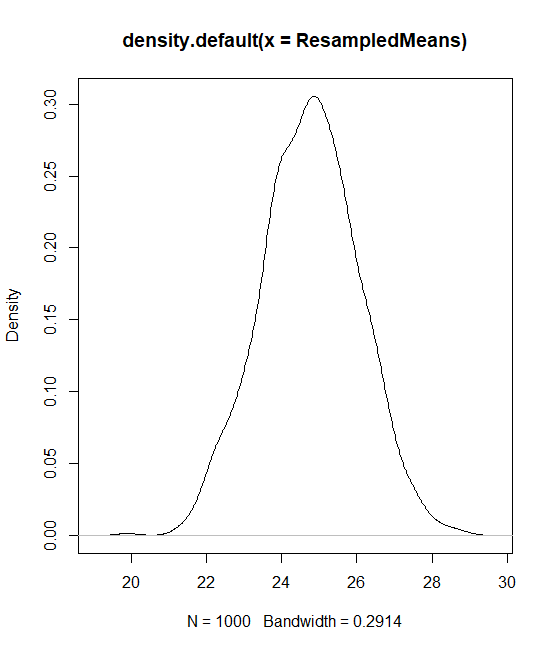 density.default(x = ResampledMeans)
0.30
0.25
0.20
0.15
0.10
0.05
0.00
Density
20 22 24 26 28 30
N = 1000   Bandwidth = 0.2914